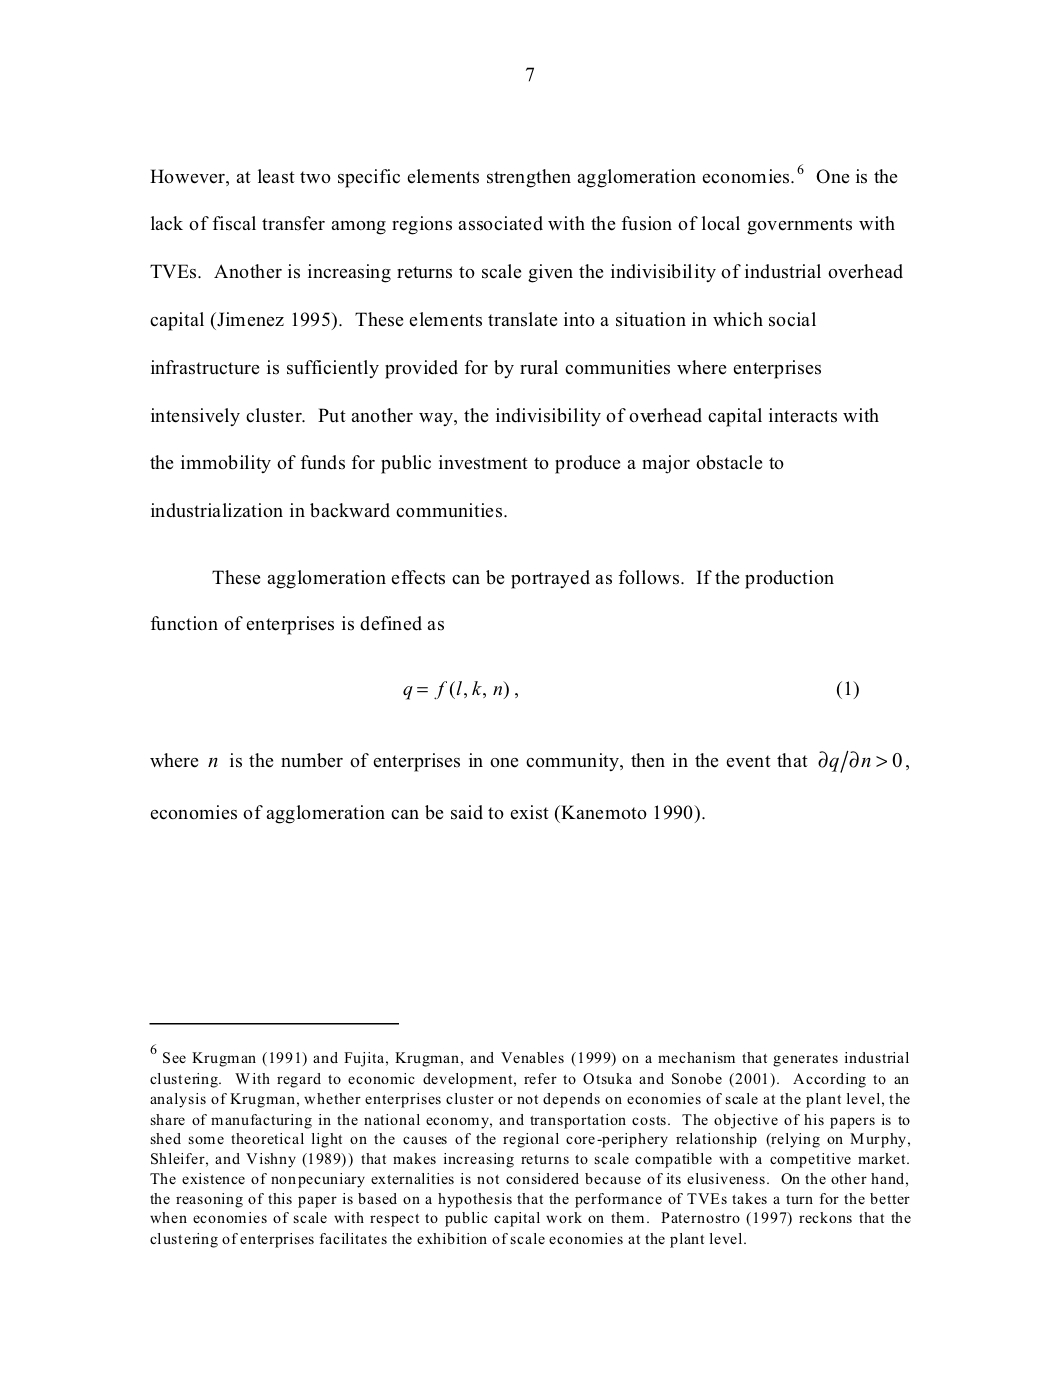 7
However, at least two specific elements strengthen agglomeration economies.6 One is the
lack of fiscal transfer among regions associated with the fusion of local governments with
TVEs. Another is increasing returns to scale given the indivisibility of industrial overhead
capital (Jimenez 1995). These elements translate into a situation in which social
infrastructure is sufficiently provided for by rural communities where enterprises
intensively cluster. Put another way, the indivisibility of overhead capital interacts with
the immobility of funds for public investment to produce a major obstacle to
industrialization in backward communities.
These agglomeration effects can be portrayed as follows. If the production
function of enterprises is defined as
q = f (l, k, n) , (1)
where n is the number of enterprises in one community, then in the event that ∂q/∂n > 0 ,
economies of agglomeration can be said to exist (Kanemoto 1990).
6 See Krugman (1991) and Fujita, Krugman, and Venables (1999) on a mechanism that generates industrial
clustering. With regard to economic development, refer to Otsuka and Sonobe (2001). According to an
analysis of Krugman, whether enterprises cluster or not depends on economies of scale at the plant level, the
share of manufacturing in the national economy, and transportation costs. The objective of his papers is to
shed some theoretical light on the causes of the regional core-periphery relationship (relying on Murphy,
Shleifer, and Vishny (1989)) that makes increasing returns to scale compatible with a competitive market.
The existence of nonpecuniary externalities is not considered because of its elusiveness. On the other hand,
the reasoning of this paper is based on a hypothesis that the performance of TVEs takes a turn for the better
when economies of scale with respect to public capital work on them. Paternostro (1997) reckons that the
clustering of enterprises facilitates the exhibition of scale economies at the plant level.